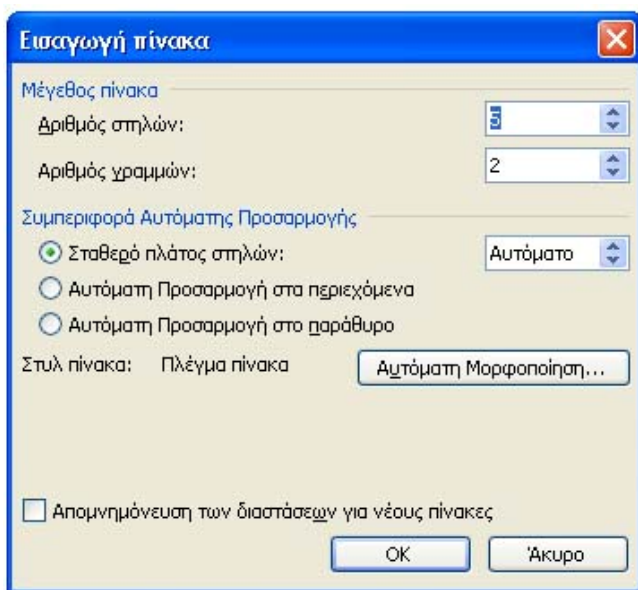 Εισαγωγή πίνακα
Μέγεθος πίνακα
Αριθμός στηλών: 5
Αριθμός γραμμών: 2
Συμπεριφορά Αυτόματης Προσαρμογής
Σταθερό πλάτος στηλών: Αυτόματο
Αυτόματη Προσαρμογή στα περιεχόμενα
Αυτόματη Προσαρμογή στο παράθυρο
Στυλ πίνακα: Πλέγμα πίνακα Αυτόματη Μορφοποίηση...
Απομνημόνευση των διαστάσεων για νέους πίνακες
OK Άκυρο